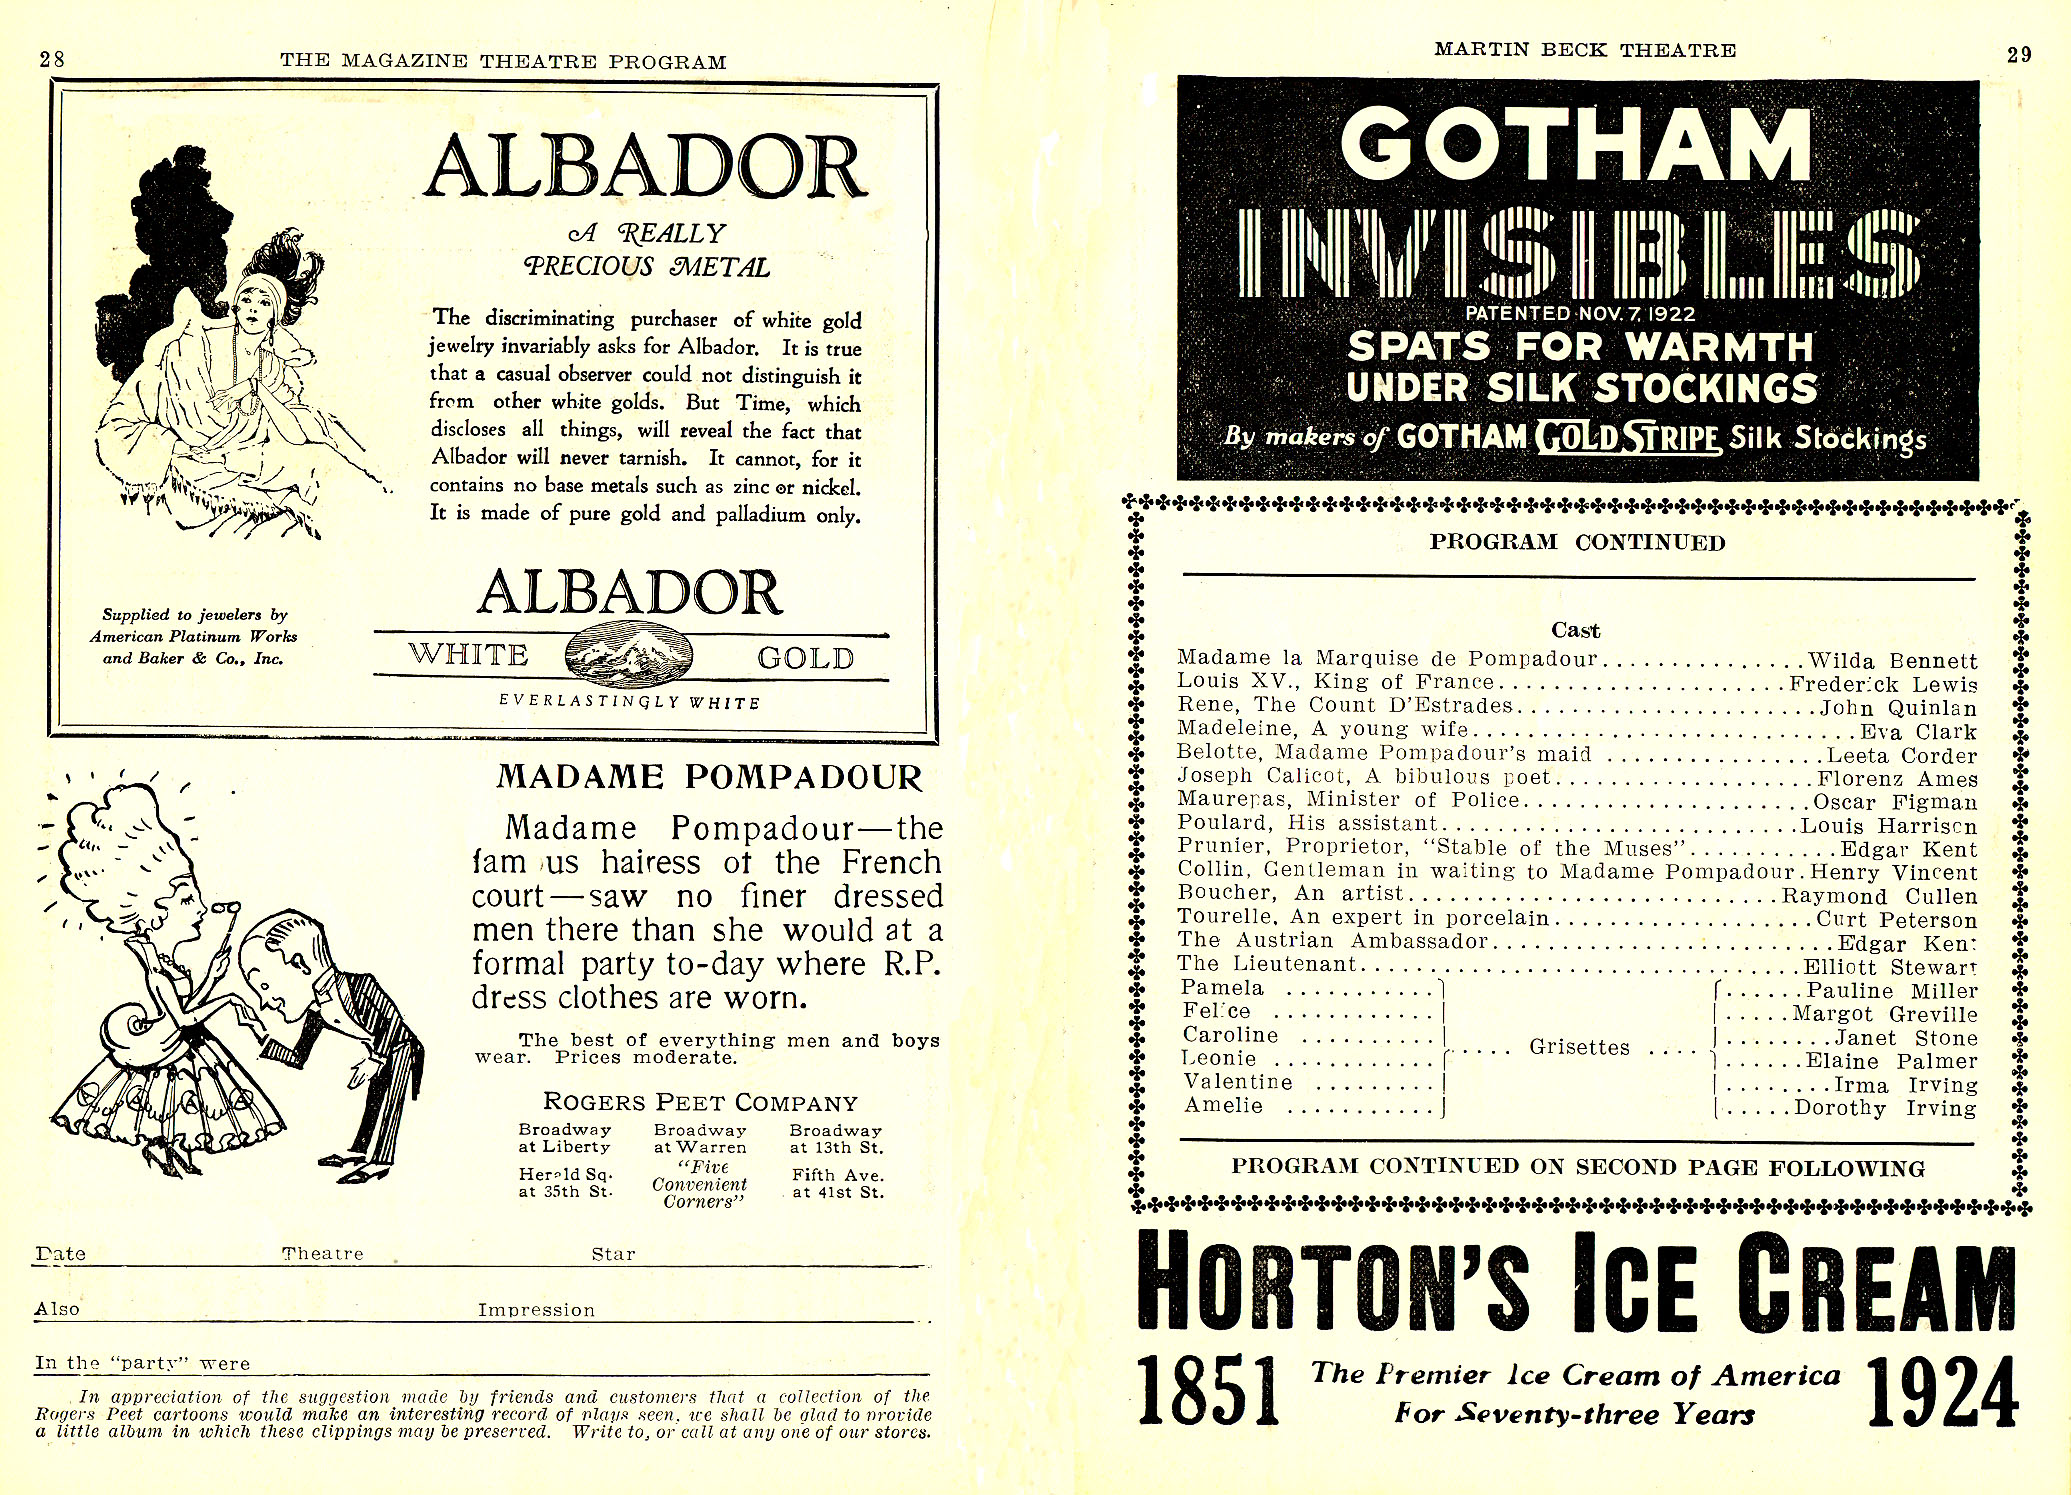 28
THE MAGAZINE THEATRE PROGRAM
ALBADOR
A REALLY
PRECIOUS METAL
The discriminating purchaser of white gold
jewelry invariably asks for Albador. It is true
that a casual observer could not distinguish it
from other white golds. But Time, which
discloses all things, will reveal the fact that
Albador will never tarnish. It cannot, for it
contains no base metals such as zinc or nickel.
It is made of pure gold and palladium only.
Supplied to jewelers by
American Platinum Works
and Baker & Co., Inc.
ALBADOR
WHITE GOLD
EVERLASTINGLY WHITE
MADAME POMPADOUR
Madame Pompadour—the
fam us hairess of the French
court—saw no finer dressed
men there than she would at a
formal party to-day where R.P.
dress clothes are worn.
The best of everything men and boys
wear. Prices moderate.
ROGERS PEET COMPANY
Broadway Broadway Broadway
at Liberty at Warren at 13th St.
Herald Sq. "Five Convenient Corners" Fifth Ave.
at 35th St. at 41st St.
Date Theatre Star
Also Impression
In the "party" were
In appreciation of the suggestion made by friends and customers that a collection of the
Rogers Peet cartoons would make an interesting record of plays seen, we shall be glad to provide
a little album in which these clippings may be preserved. Write to, or call at any one of our stores.
MARTIN BECK THEATRE
29
GOTHAM
INVISIBLES
PATENTED NOV. 7, 1922
SPATS FOR WARMTH
UNDER SILK STOCKINGS
By makers of GOTHAM GOLD STRIPE Silk Stockings
PROGRAM CONTINUED
Cast
Madame la Marquise de Pompadour...............Wilda Bennett
Louis XV., King of France.....................Frederick Lewis
Rene, The Count D'Estrades......................John Quinlan
Madeleine, A young wife............................Eva Clark
Belotte, Madame Pompadour's maid ................Leeta Corder
Joseph Calicot, A bibulous poet...................Florenz Ames
Maurepas, Minister of Police.....................Oscar Figman
Poulard, His assistant..........................Louis Harrison
Prunier, Proprietor, "Stable of the Muses"...........Edgar Kent
Collin, Gentleman in waiting to Madame Pompadour.Henry Vincent
Boucher, An artist...........................Raymond Cullen
Tourelle, An expert in porcelain...................Curt Peterson
The Austrian Ambassador.........................Edgar Kent
The Lieutenant................................Elliott Stewart
Pamela ........... ......Pauline Miller
Felice ............ .....Margot Greville
Caroline .......... ........Janet Stone
..... Grisettes ....
Leonie ............ ......Elaine Palmer
Valentine ......... ........Irma Irving
Amelie ........... .....Dorothy Irving
PROGRAM CONTINUED ON SECOND PAGE FOLLOWING
HORTON'S ICE CREAM
1851 The Premier Ice Cream of America 1924
For Seventy-three Years